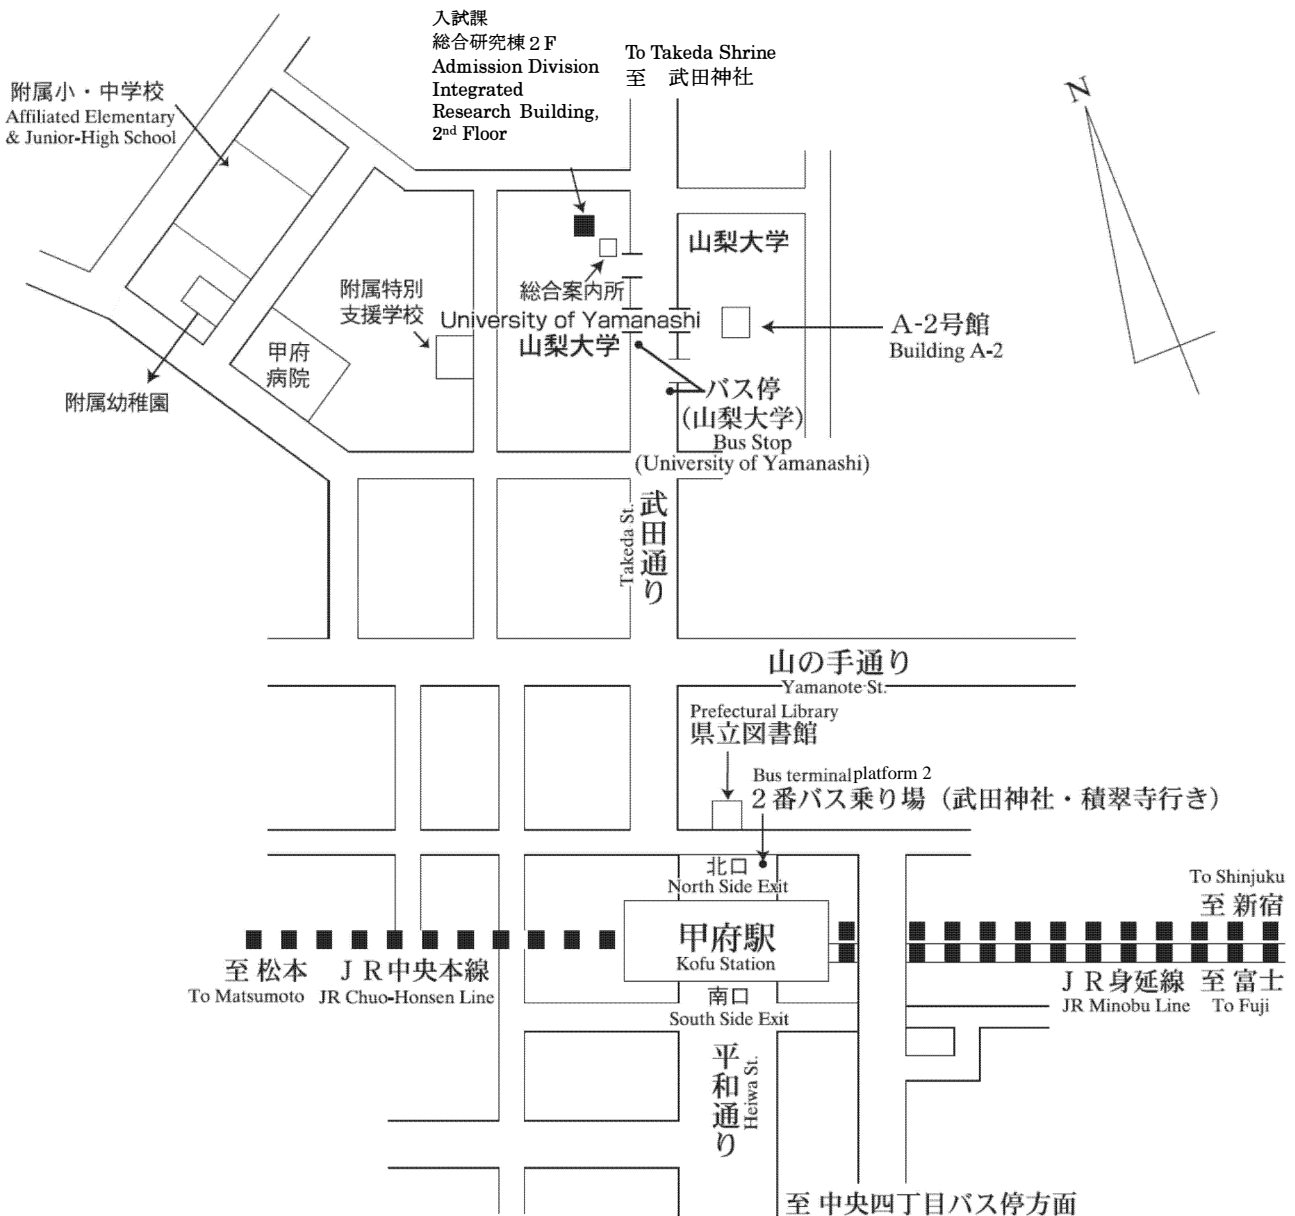 入試課
総合研究棟２F
Admission Division
Integrated
Research Building,
2nd Floor
To Takeda Shrine
至　武田神社
N
附属小・中学校
Affiliated Elementary
& Junior-High School
山梨大学
附属特別
支援学校
総合案内所
University of Yamanashi
山梨大学
A-2号館
Building A-2
甲府
病院
附属幼稚園
バス停
(山梨大学)
Bus Stop
(University of Yamanashi)
武田通り
Takeda St.
山の手通り
Yamanote St.
Prefectural Library
県立図書館
Bus terminal platform 2
２番バス乗り場（武田神社・積翠寺行き）
北口
North Side Exit
甲府駅
Kofu Station
To Shinjuku
至 新宿
至 松本
To Matsumoto
ＪＲ中央本線
JR Chuo-Honsen Line
南口
South Side Exit
ＪＲ身延線
JR Minobu Line
至 富士
To Fuji
平和通り
Heiwa St.
至 中央四丁目バス停方面